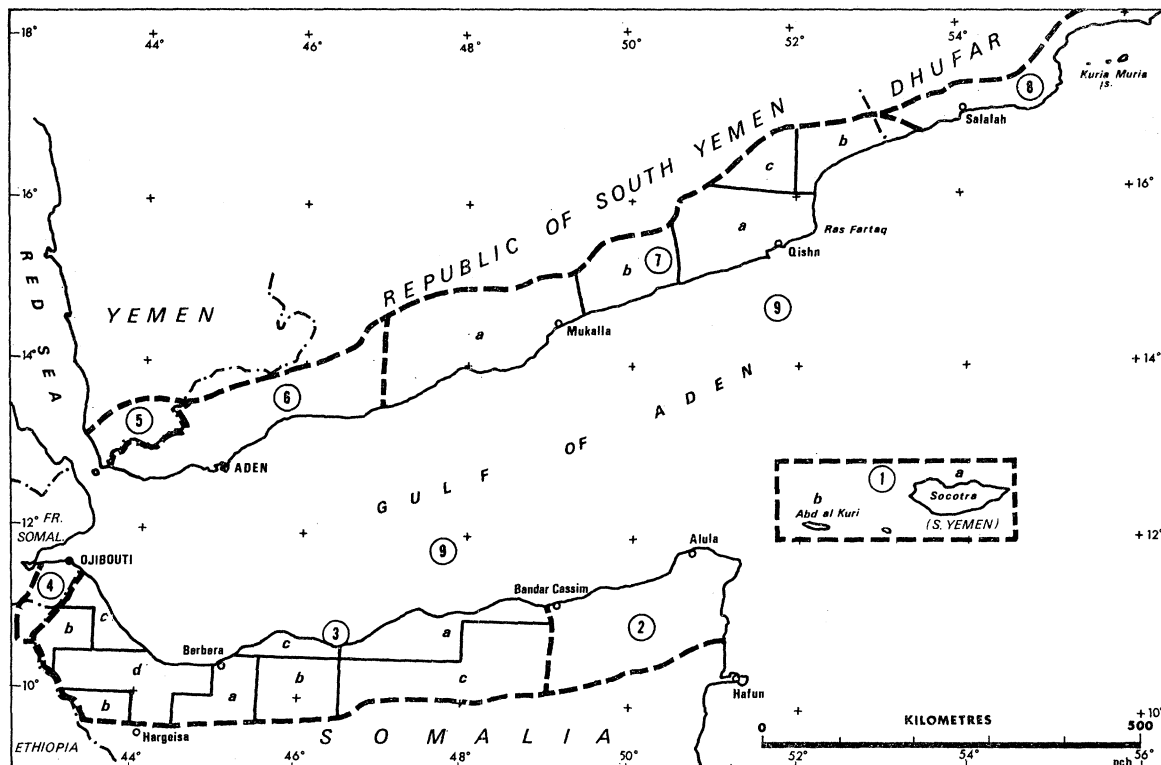 18°
44°
46°
48°
50°
52°
54°
DHUFAR
Kuria Muria
Is.
8
Salalah
REPUBLIC OF SOUTH YEMEN
b
c
16°
16°
a
Ras Fartaq
Qishn
RED SEA
7
b
9
YEMEN
a
Mukalla
14°
14°
6
5
ADEN
GULF OF ADEN
1
a
b
Socotra
Abd al Kuri
(S. YEMEN)
12°
12°
FR.
SOMAL.
DJIBOUTI
9
Alula
4
Bandar Cassim
c
b
3
a
2
c
Berbera
d
b
c
10°
b
a
Hafun
10°
Hargeisa
SOMALIA
ETHIOPIA
KILOMETRES
0
500
44°
46°
48°
50°
52°
54°
56°
pch